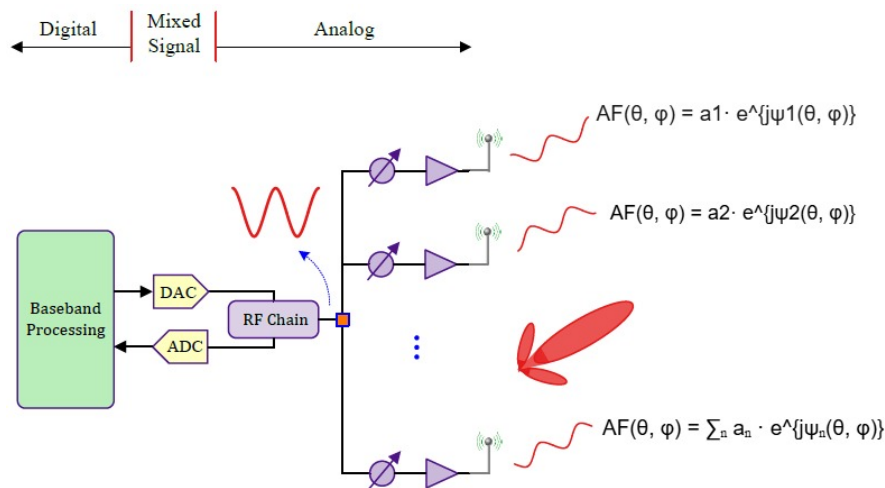 Digital
Mixed
Signal
Analog
AF(θ, φ) = a1· e^{jψ1(θ, φ)}
AF(θ, φ) = a2· e^{jψ2(θ, φ)}
Baseband
Processing
DAC
RF Chain
ADC
AF(θ, φ) = ∑ₙ aₙ · e^{jψₙ(θ, φ)}